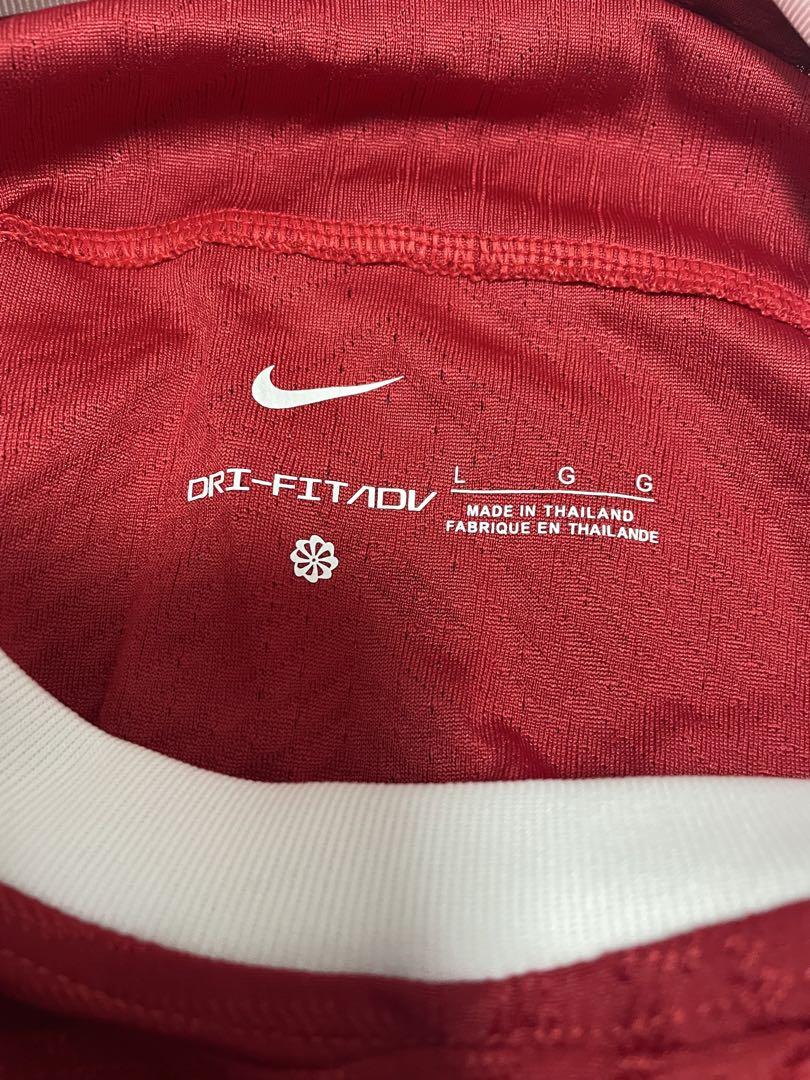 DRI-FIT ADV
L G G
MADE IN THAILAND
FABRIQUE EN THAILANDE